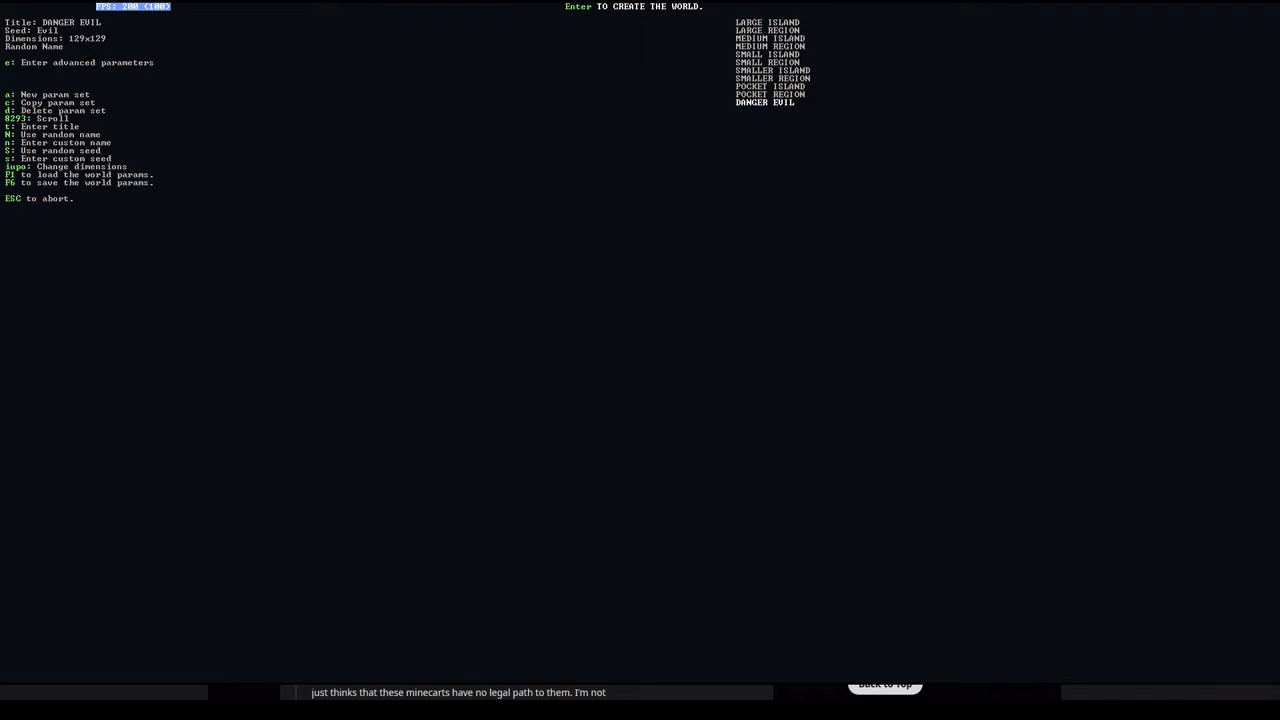 FPS: 200 (100)
Enter TO CREATE THE WORLD.
Title: DANGER EVIL
Seed: Evil
Dimensions: 129x129
Random Name
e: Enter advanced parameters
a: New param set
c: Copy param set
d: Delete param set
8293: Scroll
t: Enter title
N: Use random name
n: Enter custom name
S: Use random seed
s: Enter custom seed
iupo: Change dimensions
F1 to load the world params.
F6 to save the world params.
ESC to abort.
LARGE ISLAND
LARGE REGION
MEDIUM ISLAND
MEDIUM REGION
SMALL ISLAND
SMALL REGION
SMALLER ISLAND
SMALLER REGION
POCKET ISLAND
POCKET REGION
DANGER EVIL
just thinks that these minecarts have no legal path to them. I'm not
Back to Top